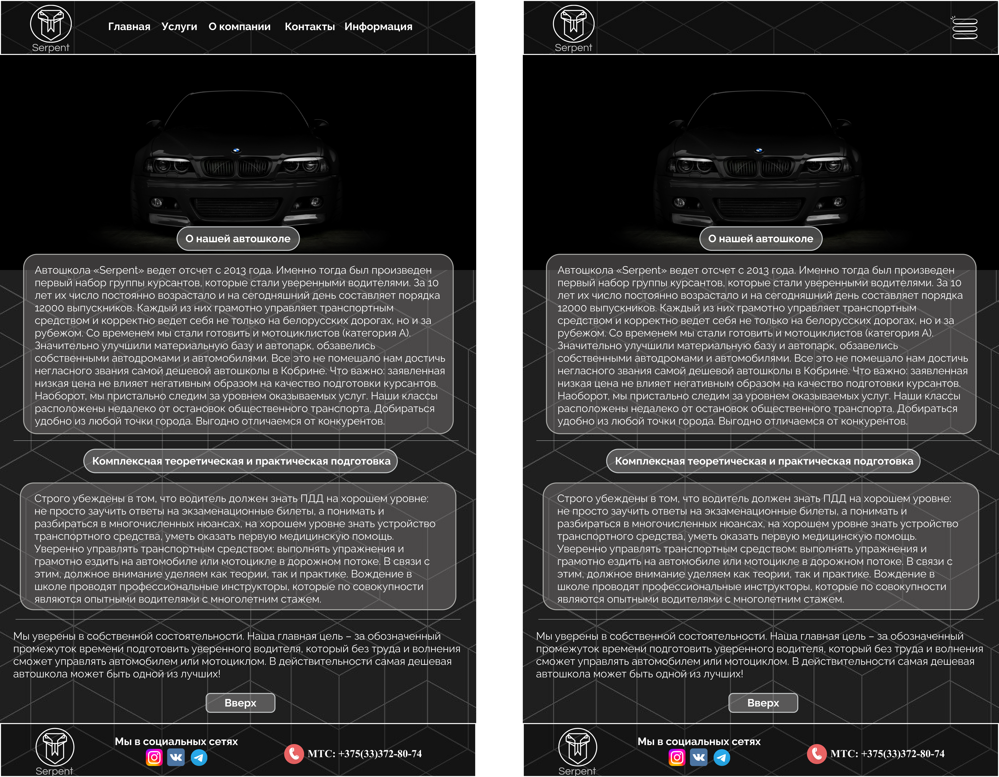 Serpent
Главная Услуги О компании Контакты Информация
О нашей автошколе
Автошкола «Serpent» ведет отсчет с 2013 года. Именно тогда был произведен
первый набор группы курсантов, которые стали уверенными водителями. За 10
лет их число постоянно возрастало и на сегодняшний день составляет порядка
12000 выпускников. Каждый из них грамотно управляет транспортным
средством и корректно ведет себя не только на белорусских дорогах, но и за
рубежом. Со временем мы стали готовить и мотоциклистов (категория А).
Значительно улучшили материальную базу и автопарк, обзавелись
собственными автодромами и автомобилями. Все это не помешало нам достичь
негласного звания самой дешевой автошколы в Кобрине. Что важно: заявленная
низкая цена не влияет негативным образом на качество подготовки курсантов.
Наоборот, мы пристально следим за уровнем оказываемых услуг. Наши классы
расположены недалеко от остановок общественного транспорта. Добираться
удобно из любой точки города. Выгодно отличаемся от конкурентов.
Комплексная теоретическая и практическая подготовка
Строго убеждены в том, что водитель должен знать ПДД на хорошем уровне:
не просто заучить ответы на экзаменационные билеты, а понимать и
разбираться в многочисленных нюансах, на хорошем уровне знать устройство
транспортного средства, уметь оказать первую медицинскую помощь.
Уверенно управлять транспортным средством: выполнять упражнения и
грамотно ездить на автомобиле или мотоцикле в дорожном потоке. В связи с
этим, должное внимание уделяем как теории, так и практике. Вождение в
школе проводят профессиональные инструкторы, которые по совокупности
являются опытными водителями с многолетним стажем.
Мы уверены в собственной состоятельности. Наша главная цель – за обозначенный
промежуток времени подготовить уверенного водителя, который без труда и волнения
сможет управлять автомобилем или мотоциклом. В действительности самая дешевая
автошкола может быть одной из лучших!
Вверх
Serpent
Мы в социальных сетях
МТС: +375(33)372-80-74
Serpent
О нашей автошколе
Автошкола «Serpent» ведет отсчет с 2013 года. Именно тогда был произведен
первый набор группы курсантов, которые стали уверенными водителями. За 10
лет их число постоянно возрастало и на сегодняшний день составляет порядка
12000 выпускников. Каждый из них грамотно управляет транспортным
средством и корректно ведет себя не только на белорусских дорогах, но и за
рубежом. Со временем мы стали готовить и мотоциклистов (категория А).
Значительно улучшили материальную базу и автопарк, обзавелись
собственными автодромами и автомобилями. Все это не помешало нам достичь
негласного звания самой дешевой автошколы в Кобрине. Что важно: заявленная
низкая цена не влияет негативным образом на качество подготовки курсантов.
Наоборот, мы пристально следим за уровнем оказываемых услуг. Наши классы
расположены недалеко от остановок общественного транспорта. Добираться
удобно из любой точки города. Выгодно отличаемся от конкурентов.
Комплексная теоретическая и практическая подготовка
Строго убеждены в том, что водитель должен знать ПДД на хорошем уровне:
не просто заучить ответы на экзаменационные билеты, а понимать и
разбираться в многочисленных нюансах, на хорошем уровне знать устройство
транспортного средства, уметь оказать первую медицинскую помощь.
Уверенно управлять транспортным средством: выполнять упражнения и
грамотно ездить на автомобиле или мотоцикле в дорожном потоке. В связи с
этим, должное внимание уделяем как теории, так и практике. Вождение в
школе проводят профессиональные инструкторы, которые по совокупности
являются опытными водителями с многолетним стажем.
Мы уверены в собственной состоятельности. Наша главная цель – за обозначенный
промежуток времени подготовить уверенного водителя, который без труда и волнения
сможет управлять автомобилем или мотоциклом. В действительности самая дешевая
автошкола может быть одной из лучших!
Вверх
Serpent
Мы в социальных сетях
МТС: +375(33)372-80-74